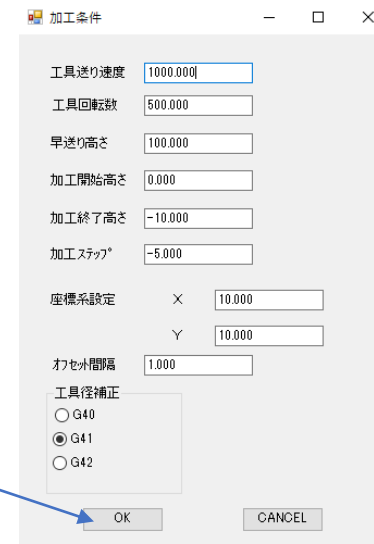 加工条件
工具送り速度 1000.000
工具回転数 500.000
早送り高さ 100.000
加工開始高さ 0.000
加工終了高さ -10.000
加工ステップ -5.000
座標系設定 X 10.000
Y 10.000
オフセット間隔 1.000
工具径補正
G40
G41
G42
OK CANCEL